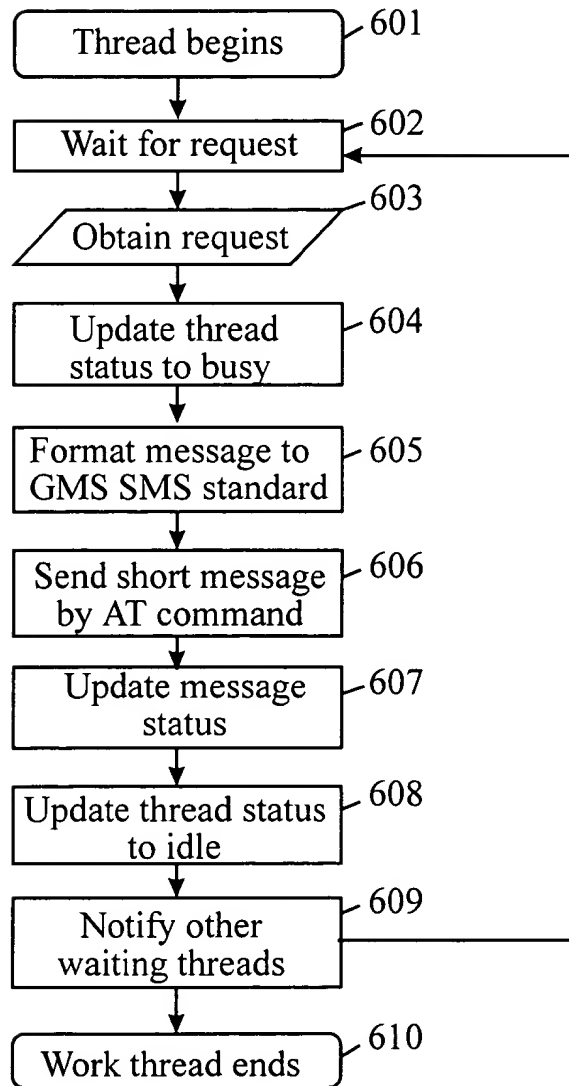 Thread begins
601
Wait for request
602
Obtain request
603
Update thread
status to busy
604
Format message to
GMS SMS standard
605
Send short message
by AT command
606
Update message
status
607
Update thread status
to idle
608
Notify other
waiting threads
609
Work thread ends
610